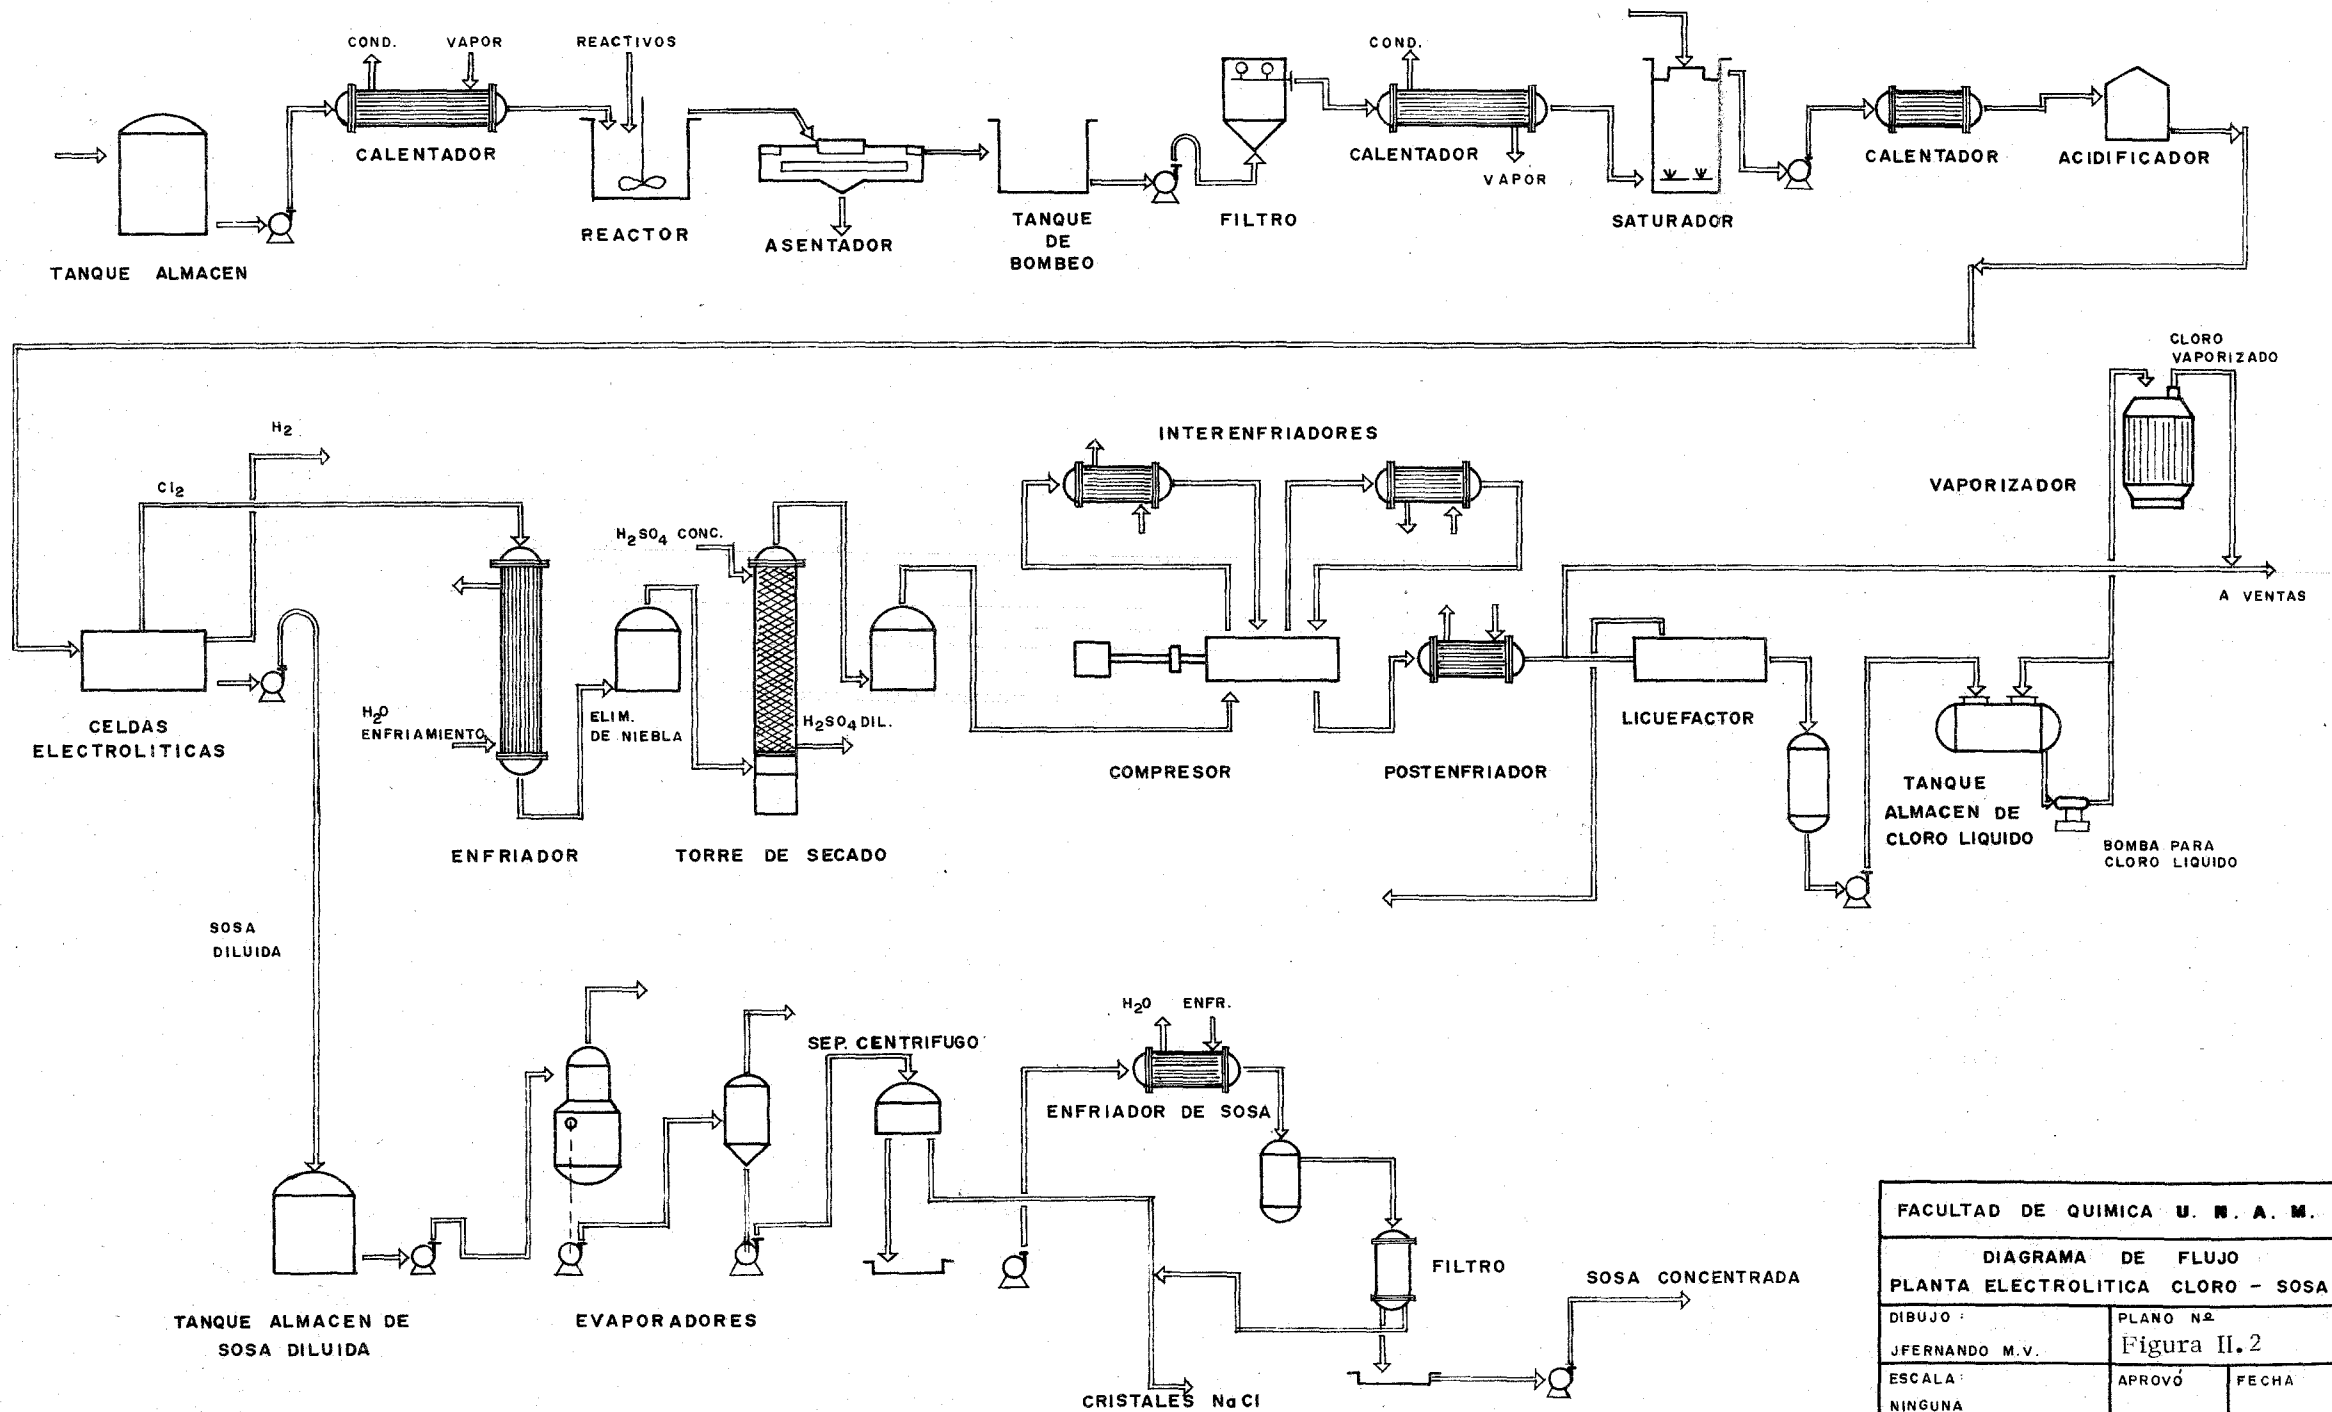 COND.
VAPOR
REACTIVOS
COND.
CALENTADOR
CALENTADOR
VAPOR
CALENTADOR
ACIDIFICADOR
TANQUE ALMACEN
REACTOR
ASENTADOR
TANQUE
DE
BOMBEO
FILTRO
SATURADOR
CLORO
VAPORIZADO
H2
INTERENFRIADORES
Cl2
VAPORIZADOR
H2SO4 CONC.
A VENTAS
CELDAS
ELECTROLITICAS
H2O
ENFRIAMIENTO
ELIM.
DE NIEBLA
H2SO4 DIL.
LICUEFACTOR
COMPRESOR
POSTENFRIADOR
TANQUE
ALMACEN DE
CLORO LIQUIDO
BOMBA PARA
CLORO LIQUIDO
ENFRIADOR
TORRE DE SECADO
SOSA
DILUIDA
H2O ENFR.
SEP. CENTRIFUGO
ENFRIADOR DE SOSA
FILTRO
SOSA CONCENTRADA
TANQUE ALMACEN DE
SOSA DILUIDA
EVAPORADORES
CRISTALES NaCl
FACULTAD DE QUIMICA U. N. A. M.
DIAGRAMA DE FLUJO
PLANTA ELECTROLITICA CLORO - SOSA
DIBUJO:
JFERNANDO M.V.
PLANO Nº
Figura II. 2
ESCALA:
NINGUNA
APROVÓ
FECHA